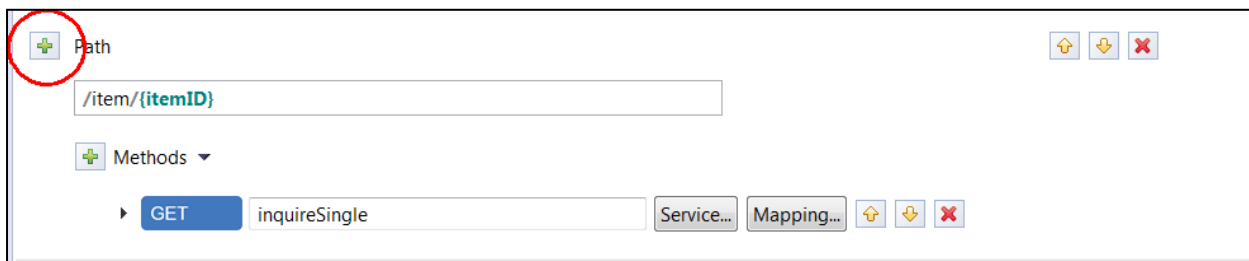 Path
/item/{itemID}
Methods
GET inquireSingle Service... Mapping...